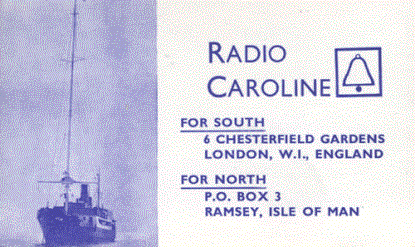 RADIO
CAROLINE
FOR SOUTH
6 CHESTERFIELD GARDENS
LONDON, W.I., ENGLAND
FOR NORTH
P.O. BOX 3
RAMSEY, ISLE OF MAN